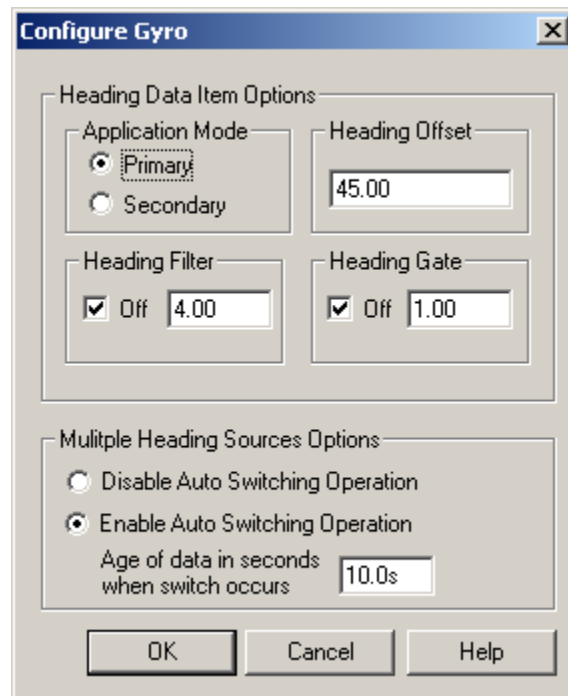 Configure Gyro
Heading Data Item Options
Application Mode
Primary
Secondary
Heading Offset
45.00
Heading Filter
Off 4.00
Heading Gate
Off 1.00
Mulitple Heading Sources Options
Disable Auto Switching Operation
Enable Auto Switching Operation
Age of data in seconds
when switch occurs
10.0s
OK Cancel Help